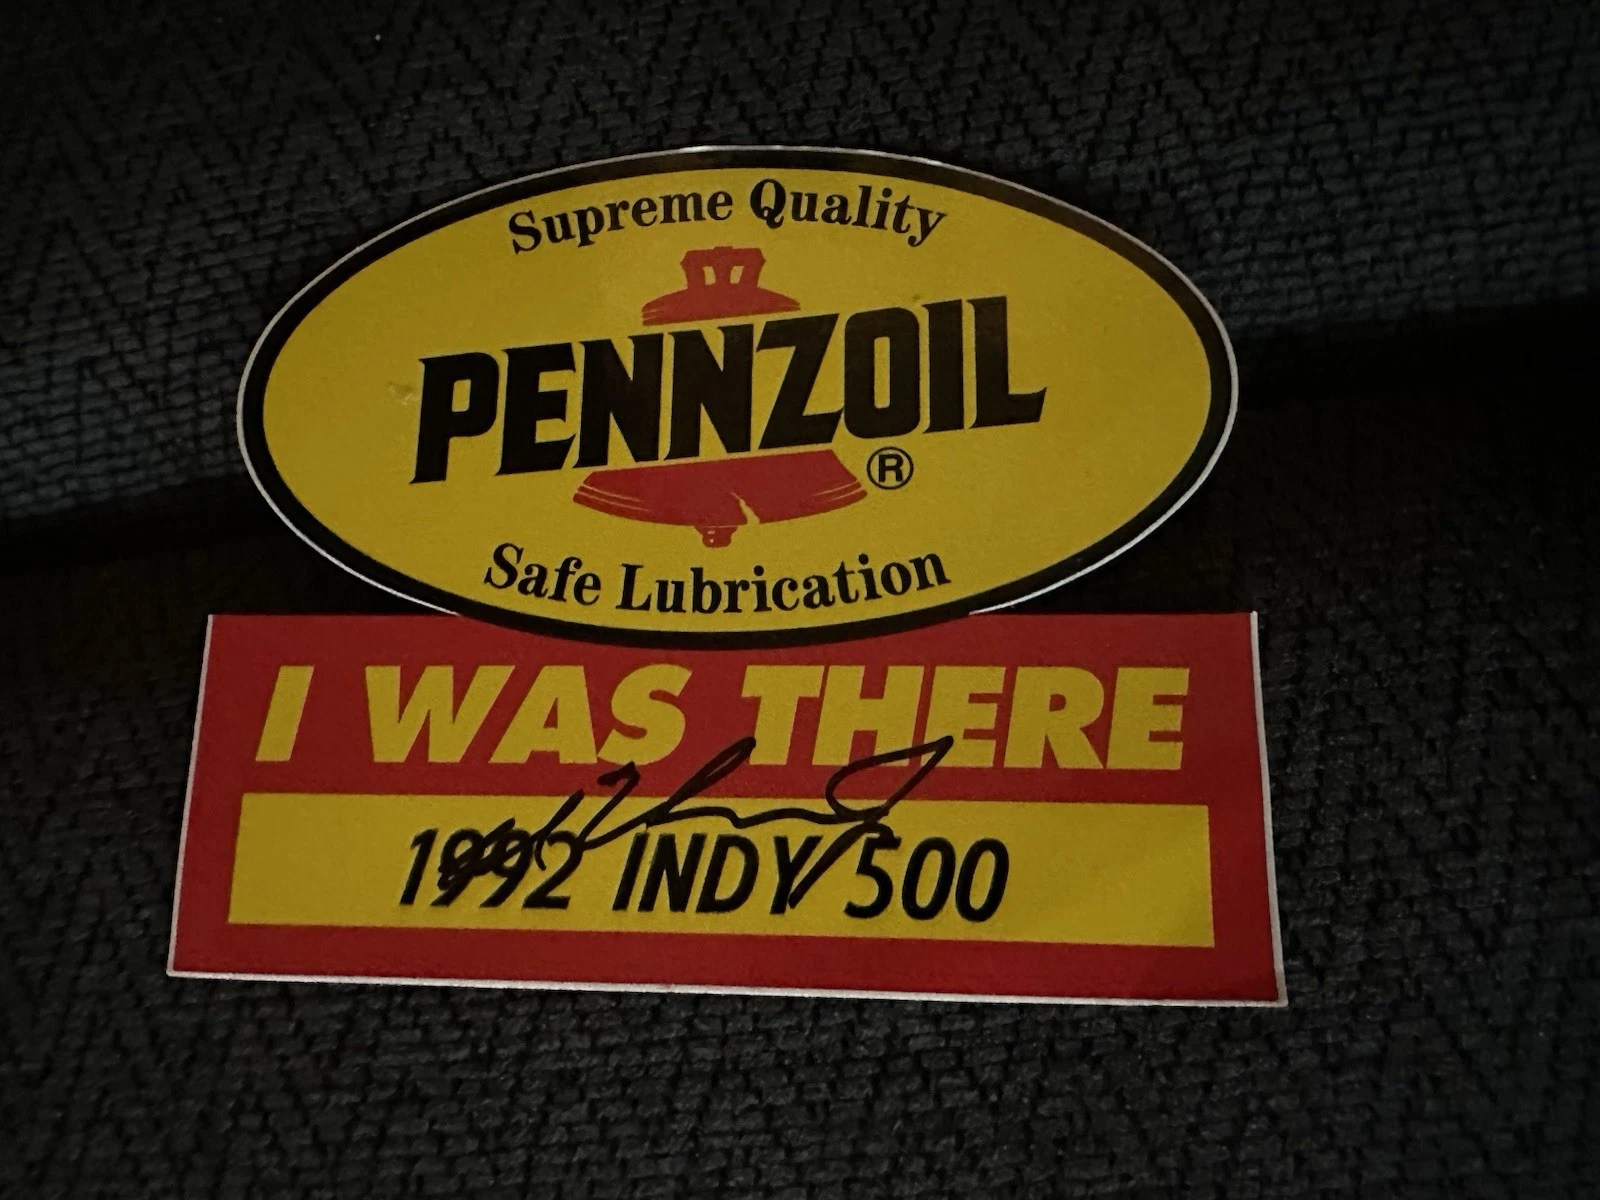 Supreme Quality
PENNZOIL
®
Safe Lubrication
I WAS THERE
1992 INDY 500